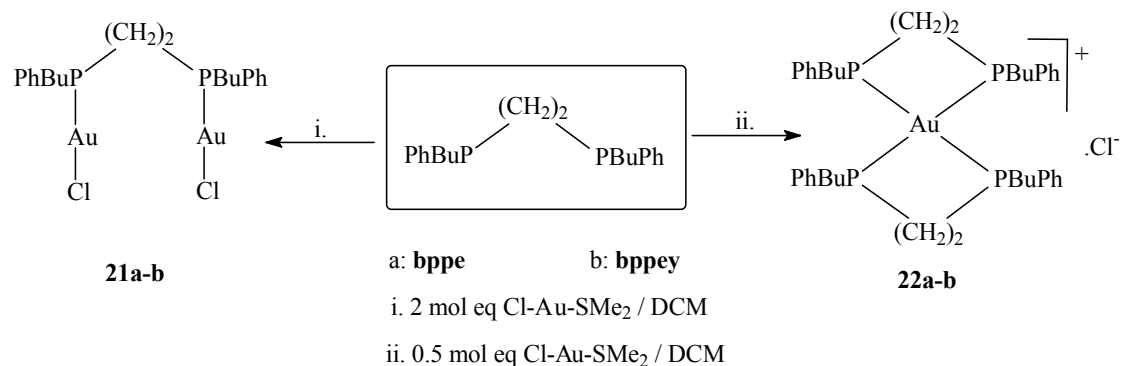 (CH₂)₂
PhBuP
PBuPh
Au
Au
Cl
Cl
21a-b
i.
(CH₂)₂
PhBuP
PBuPh
a: bppe
b: bppey
i. 2 mol eq Cl-Au-SMe₂ / DCM
ii. 0.5 mol eq Cl-Au-SMe₂ / DCM
ii.
(CH₂)₂
PhBuP
PBuPh
+
Au
.Cl⁻
PhBuP
PBuPh
(CH₂)₂
22a-b